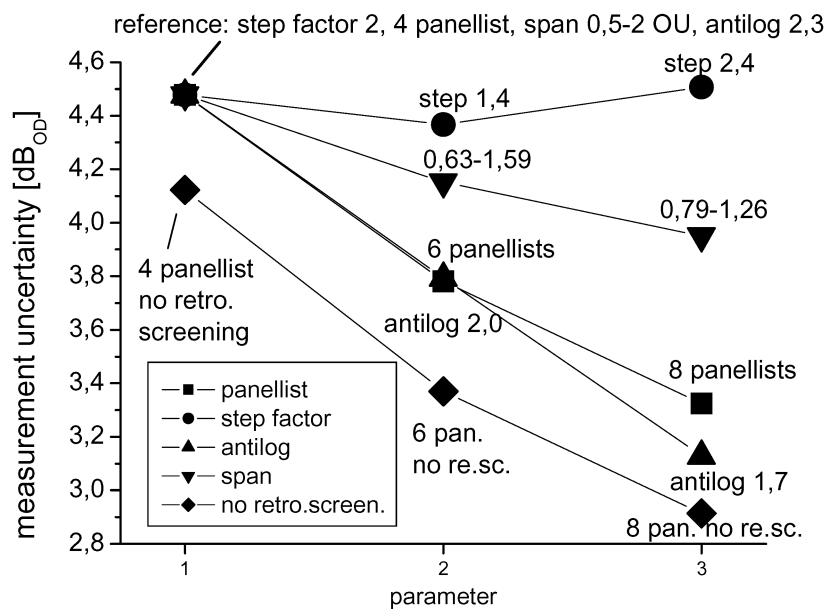 reference: step factor 2, 4 panellist, span 0,5-2 OU, antilog 2,3
measurement uncertainty [dB_OD]
4,6
4,4
4,2
4,0
3,8
3,6
3,4
3,2
3,0
2,8
step 1,4
step 2,4
0,63-1,59
0,79-1,26
4 panellist
no retro.
screening
6 panellists
antilog 2,0
8 panellists
6 pan.
no re.sc.
antilog 1,7
8 pan. no re.sc.
panellist
step factor
antilog
span
no retro.screen.
1
2
3
parameter